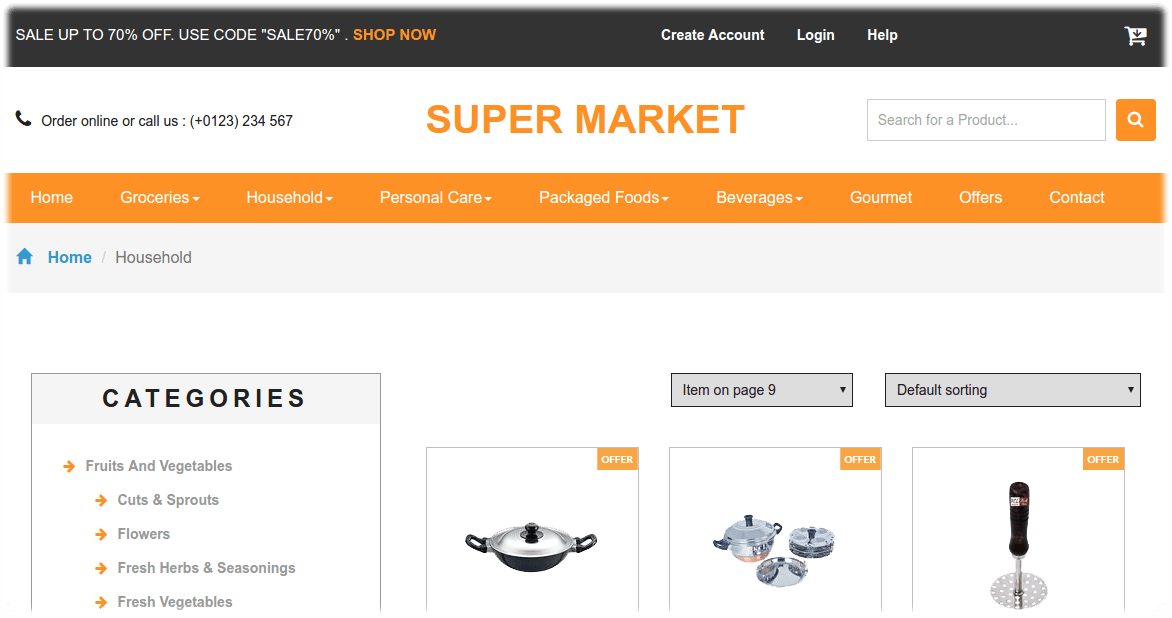 SALE UP TO 70% OFF. USE CODE "SALE70%" . SHOP NOW
Create Account Login Help
Order online or call us : (+0123) 234 567
SUPER MARKET
Search for a Product...
Home Groceries Household Personal Care Packaged Foods Beverages Gourmet Offers Contact
Home / Household
CATEGORIES
Item on page 9
Default sorting
Fruits And Vegetables
Cuts & Sprouts
Flowers
Fresh Herbs & Seasonings
Fresh Vegetables
OFFER
OFFER
OFFER